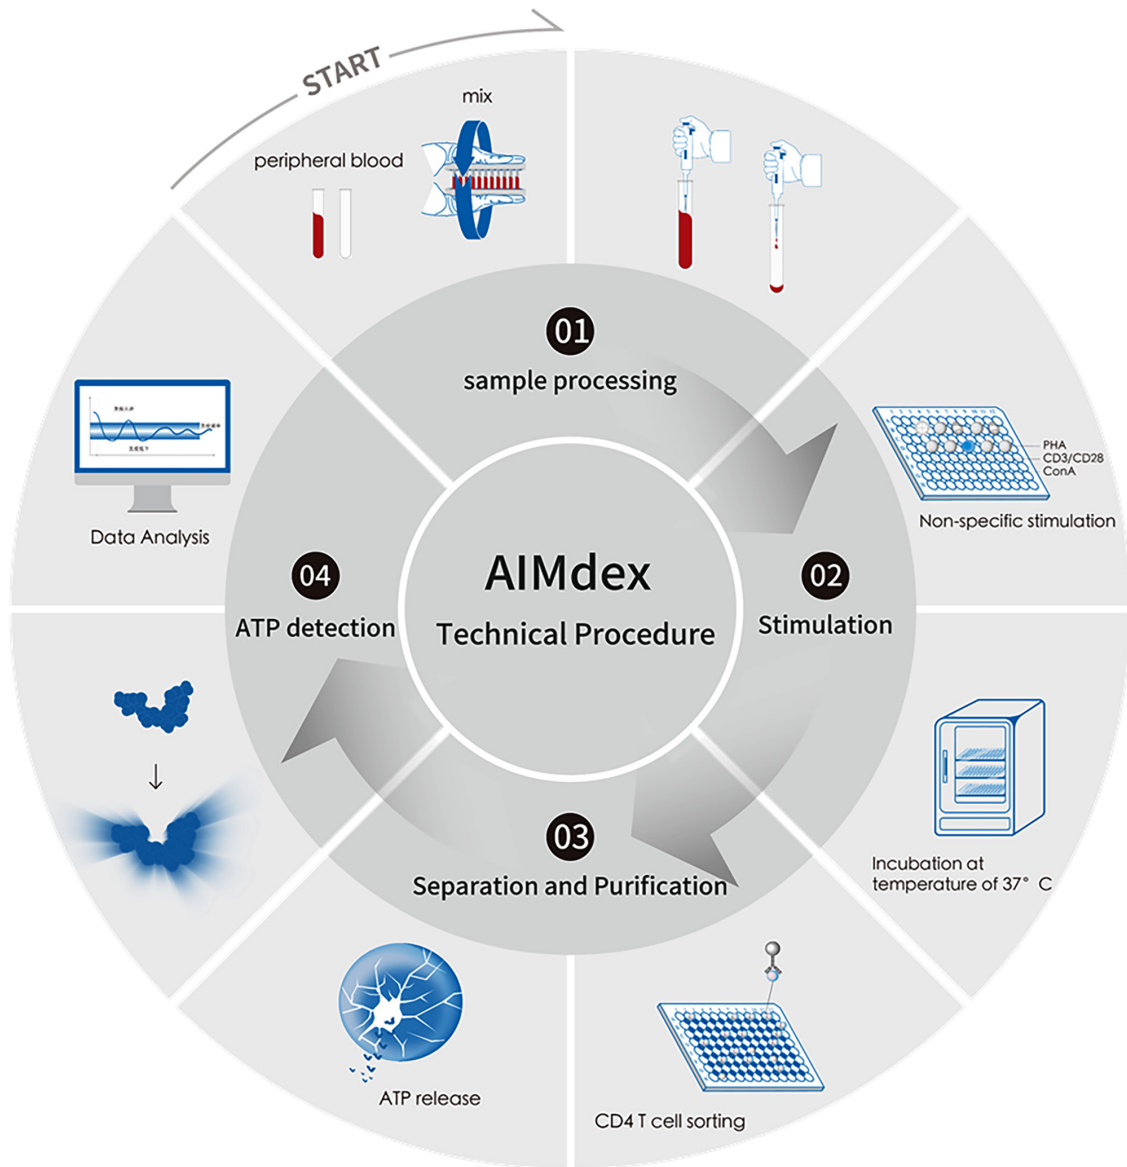 START
mix
peripheral blood
01
sample processing
PHA
CD3/CD28
ConA
Non-specific stimulation
02
Stimulation
Incubation at
temperature of 37° C
03
Separation and Purification
CD4 T cell sorting
ATP release
04
ATP detection
Data Analysis
AIMdex
Technical Procedure